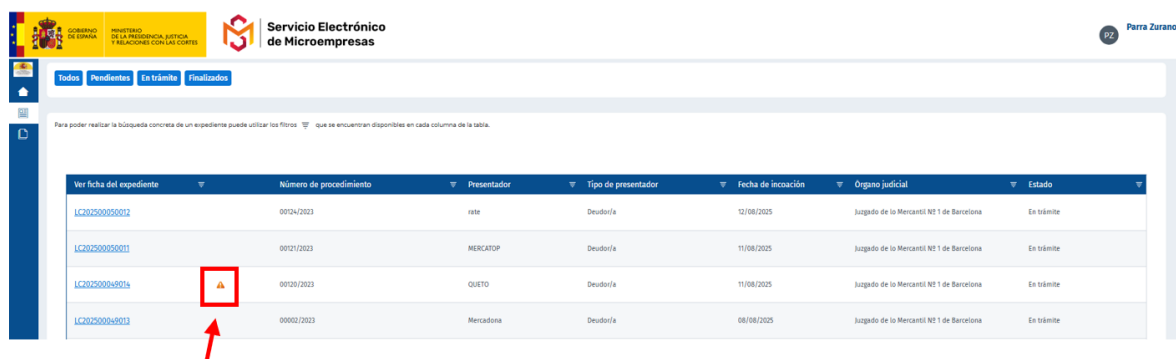 GOBIERNO
DE ESPAÑA
MINISTERIO
DE LA PRESIDENCIA, JUSTICIA
Y RELACIONES CON LAS CORTES
Servicio Electrónico
de Microempresas
PZ
Parra Zurano
Todos Pendientes En trámite Finalizados
Para poder realizar la búsqueda concreta de un expediente puede utilizar los filtros que se encuentran disponibles en cada columna de la tabla.
Ver ficha del expediente Número de procedimiento Presentador Tipo de presentador Fecha de incoación Órgano judicial Estado
LC202500050012 00124/2023 rate Deudor/a 12/08/2025 Juzgado de lo Mercantil Nº 1 de Barcelona En trámite
LC202500050011 00121/2023 MERCATOP Deudor/a 11/08/2025 Juzgado de lo Mercantil Nº 1 de Barcelona En trámite
LC202500049014 00120/2023 QUETO Deudor/a 11/08/2025 Juzgado de lo Mercantil Nº 1 de Barcelona En trámite
LC202500049013 00002/2023 Mercadona Deudor/a 08/08/2025 Juzgado de lo Mercantil Nº 1 de Barcelona En trámite